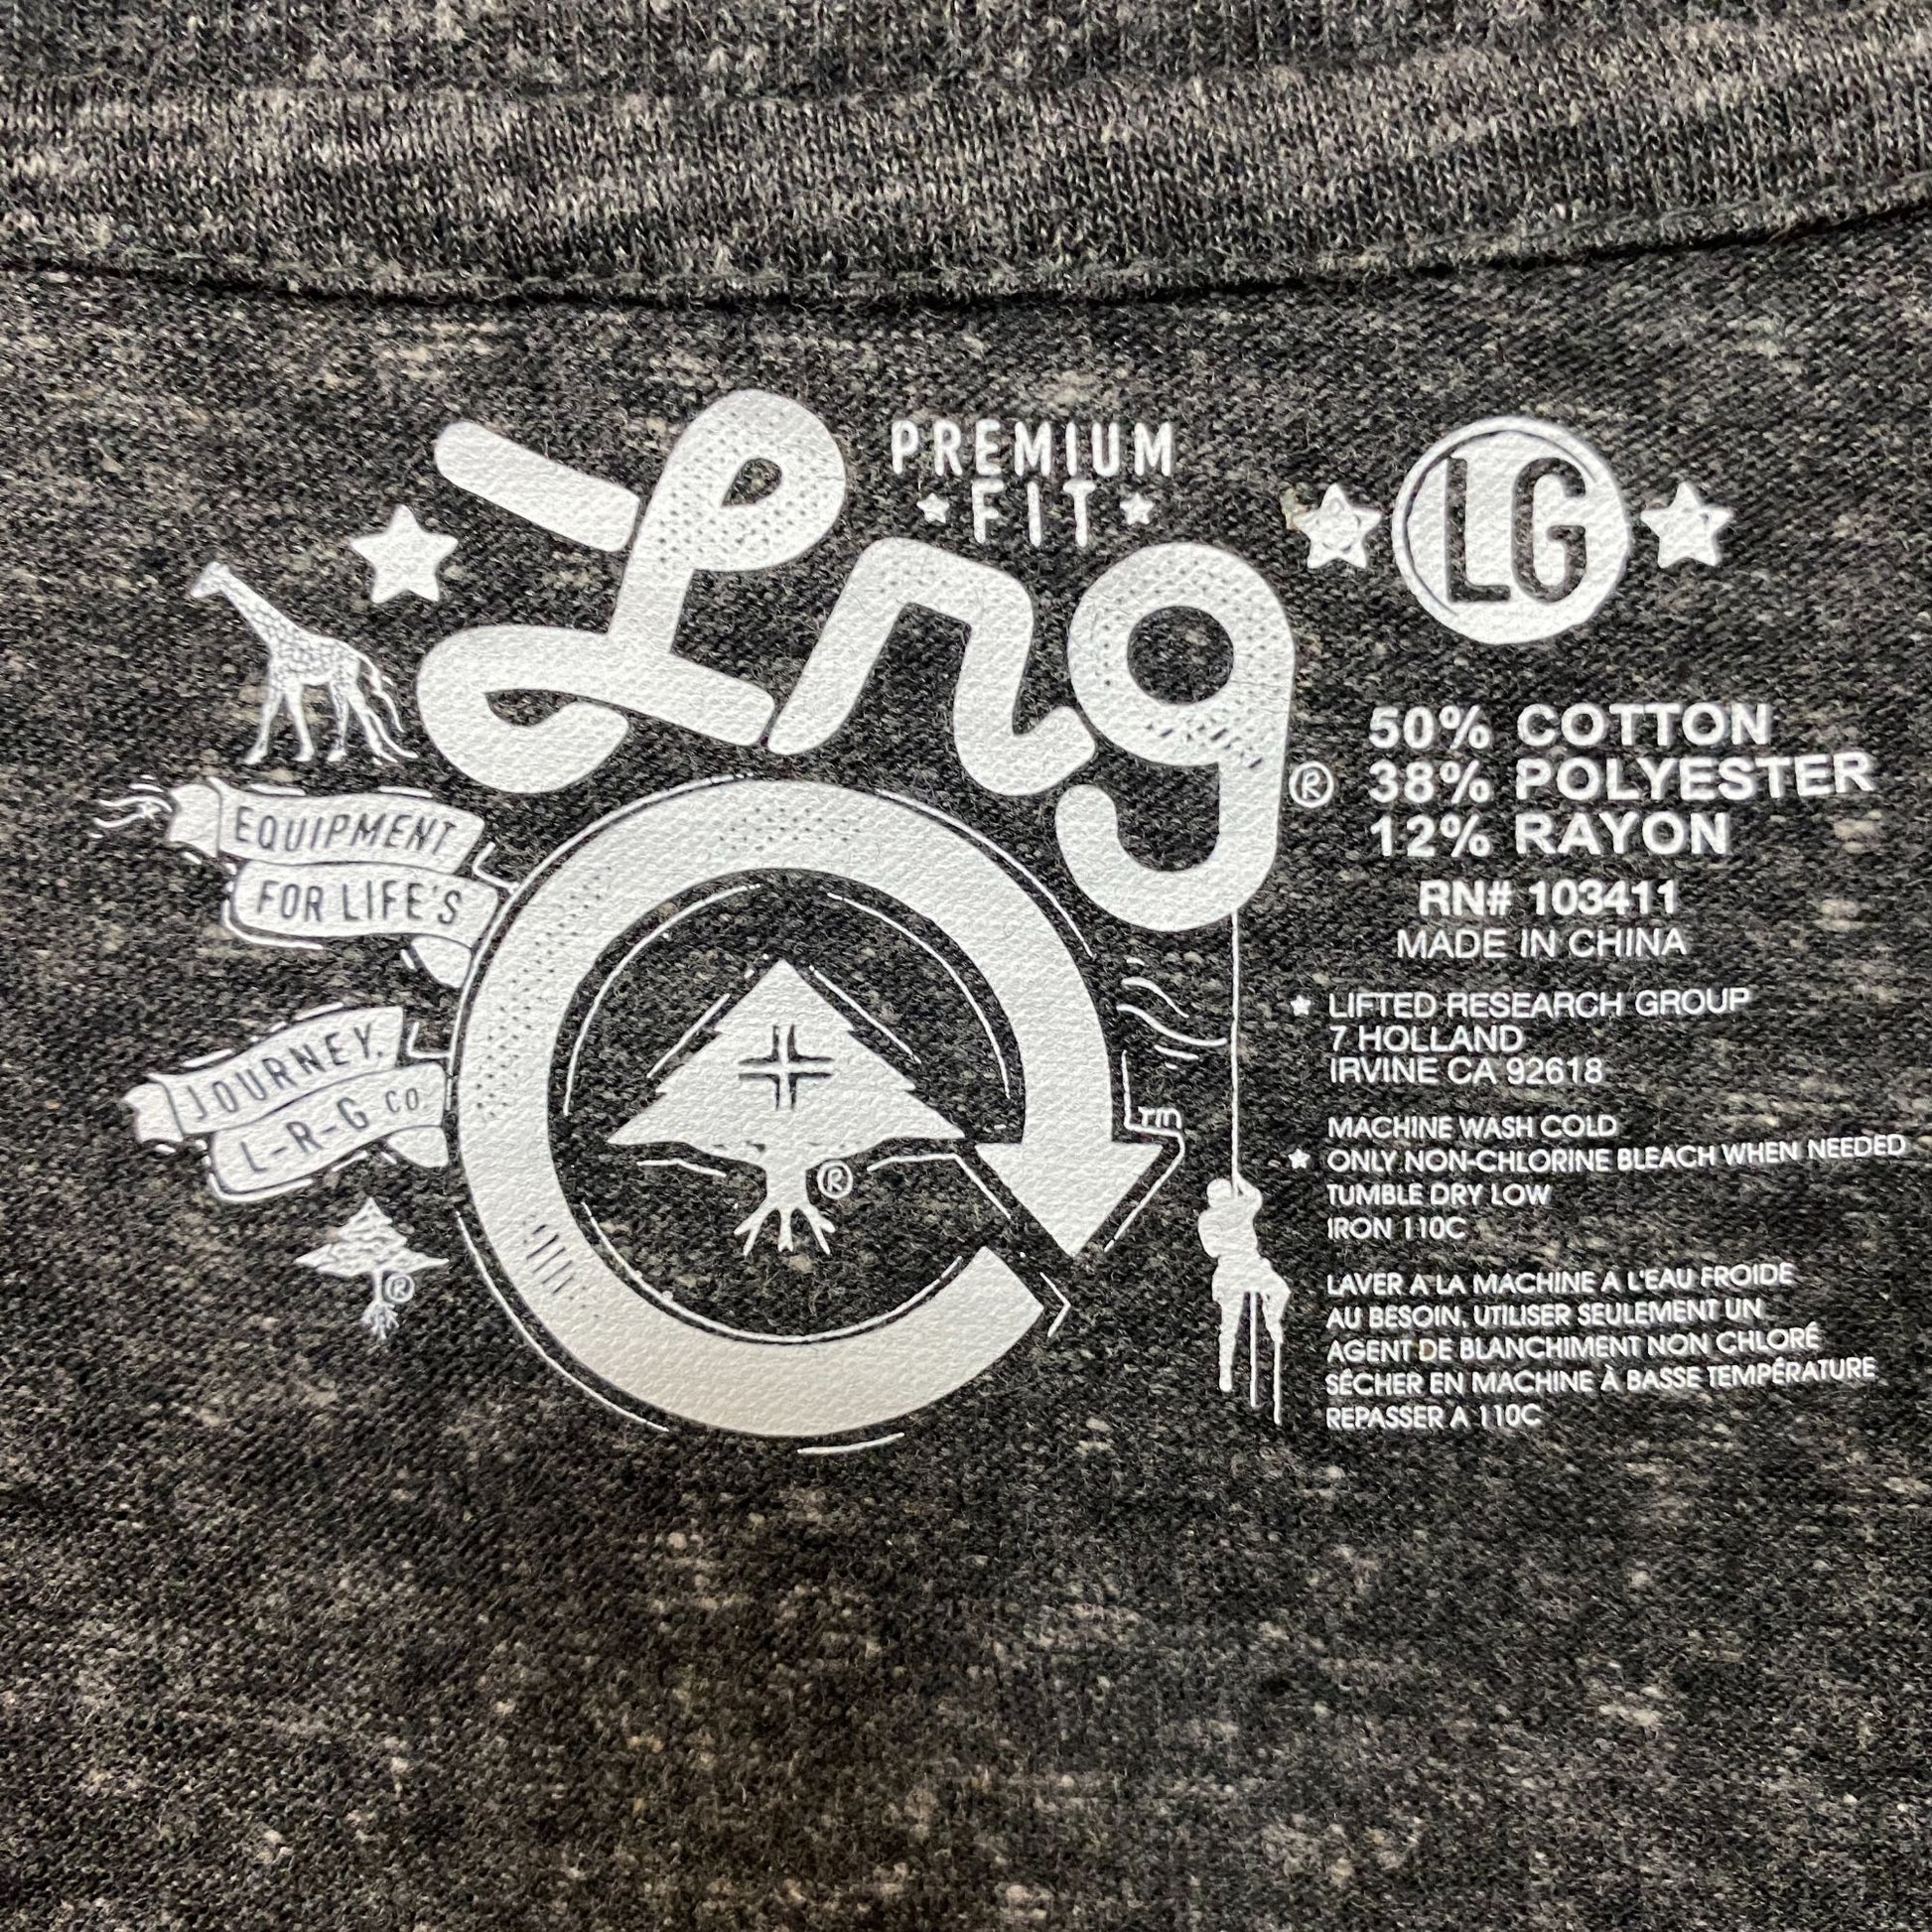 Lrg®
PREMIUM
FIT
LG
EQUIPMENT
FOR LIFE'S
JOURNEY.
L-R-G CO.
®
®
rm
50% COTTON
38% POLYESTER
12% RAYON
RN# 103411
MADE IN CHINA
LIFTED RESEARCH GROUP
7 HOLLAND
IRVINE CA 92618
MACHINE WASH COLD
ONLY NON-CHLORINE BLEACH WHEN NEEDED
TUMBLE DRY LOW
IRON 110C
LAVER A LA MACHINE A L'EAU FROIDE
AU BESOIN, UTILISER SEULEMENT UN
AGENT DE BLANCHIMENT NON CHLORÉ
SÉCHER EN MACHINE À BASSE TEMPÉRATURE
REPASSER A 110C